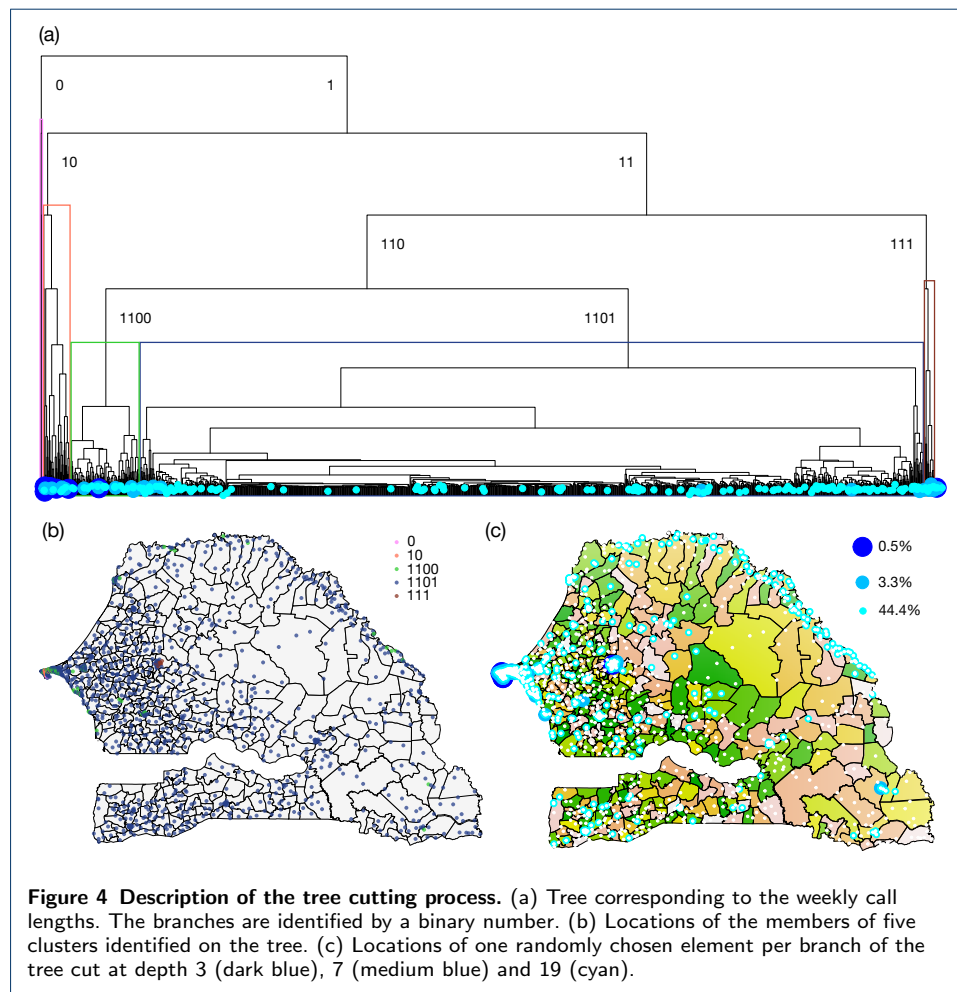 (a)
0
1
10
11
110
111
1100
1101
(b)
0
10
1100
1101
111
(c)
0.5%
3.3%
44.4%
Figure 4 Description of the tree cutting process. (a) Tree corresponding to the weekly call
lengths. The branches are identified by a binary number. (b) Locations of the members of five
clusters identified on the tree. (c) Locations of one randomly chosen element per branch of the
tree cut at depth 3 (dark blue), 7 (medium blue) and 19 (cyan).